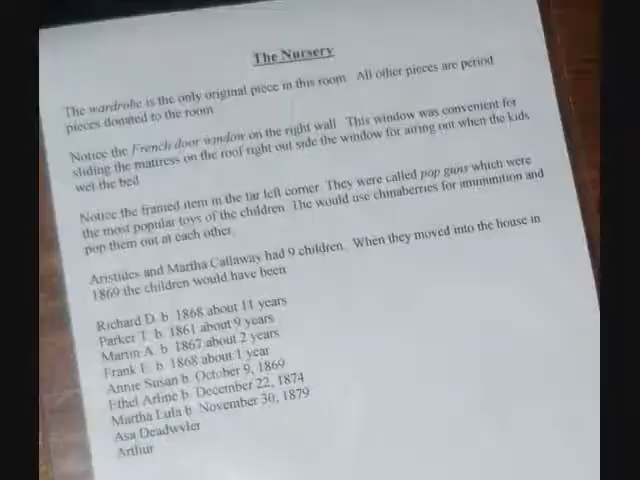 The Nursery
The wardrobe is the only original piece in this room All other pieces are period
pieces donated to the room
Notice the French door window on the right wall This window was convenient for
sliding the mattress on the roof right out side the window for airing out when the kids
wet the bed
Notice the framed item in the far left corner They were called pop guns which were
the most popular toys of the children The would use chinaberries for ammunition and
pop them out at each other
Aristides and Martha Callaway had 9 children. When they moved into the house in
1869 the children would have been
Richard D. b 1868 about 11 years
Parker T. b 1861 about 9 years
Martin A. b 1867 about 2 years
Frank E. b 1868 about 1 year
Annie Susan b October 9, 1869
Ethel Arline b December 22, 1874
Martha Lula b November 30, 1879
Asa Deadwyler
Arthur